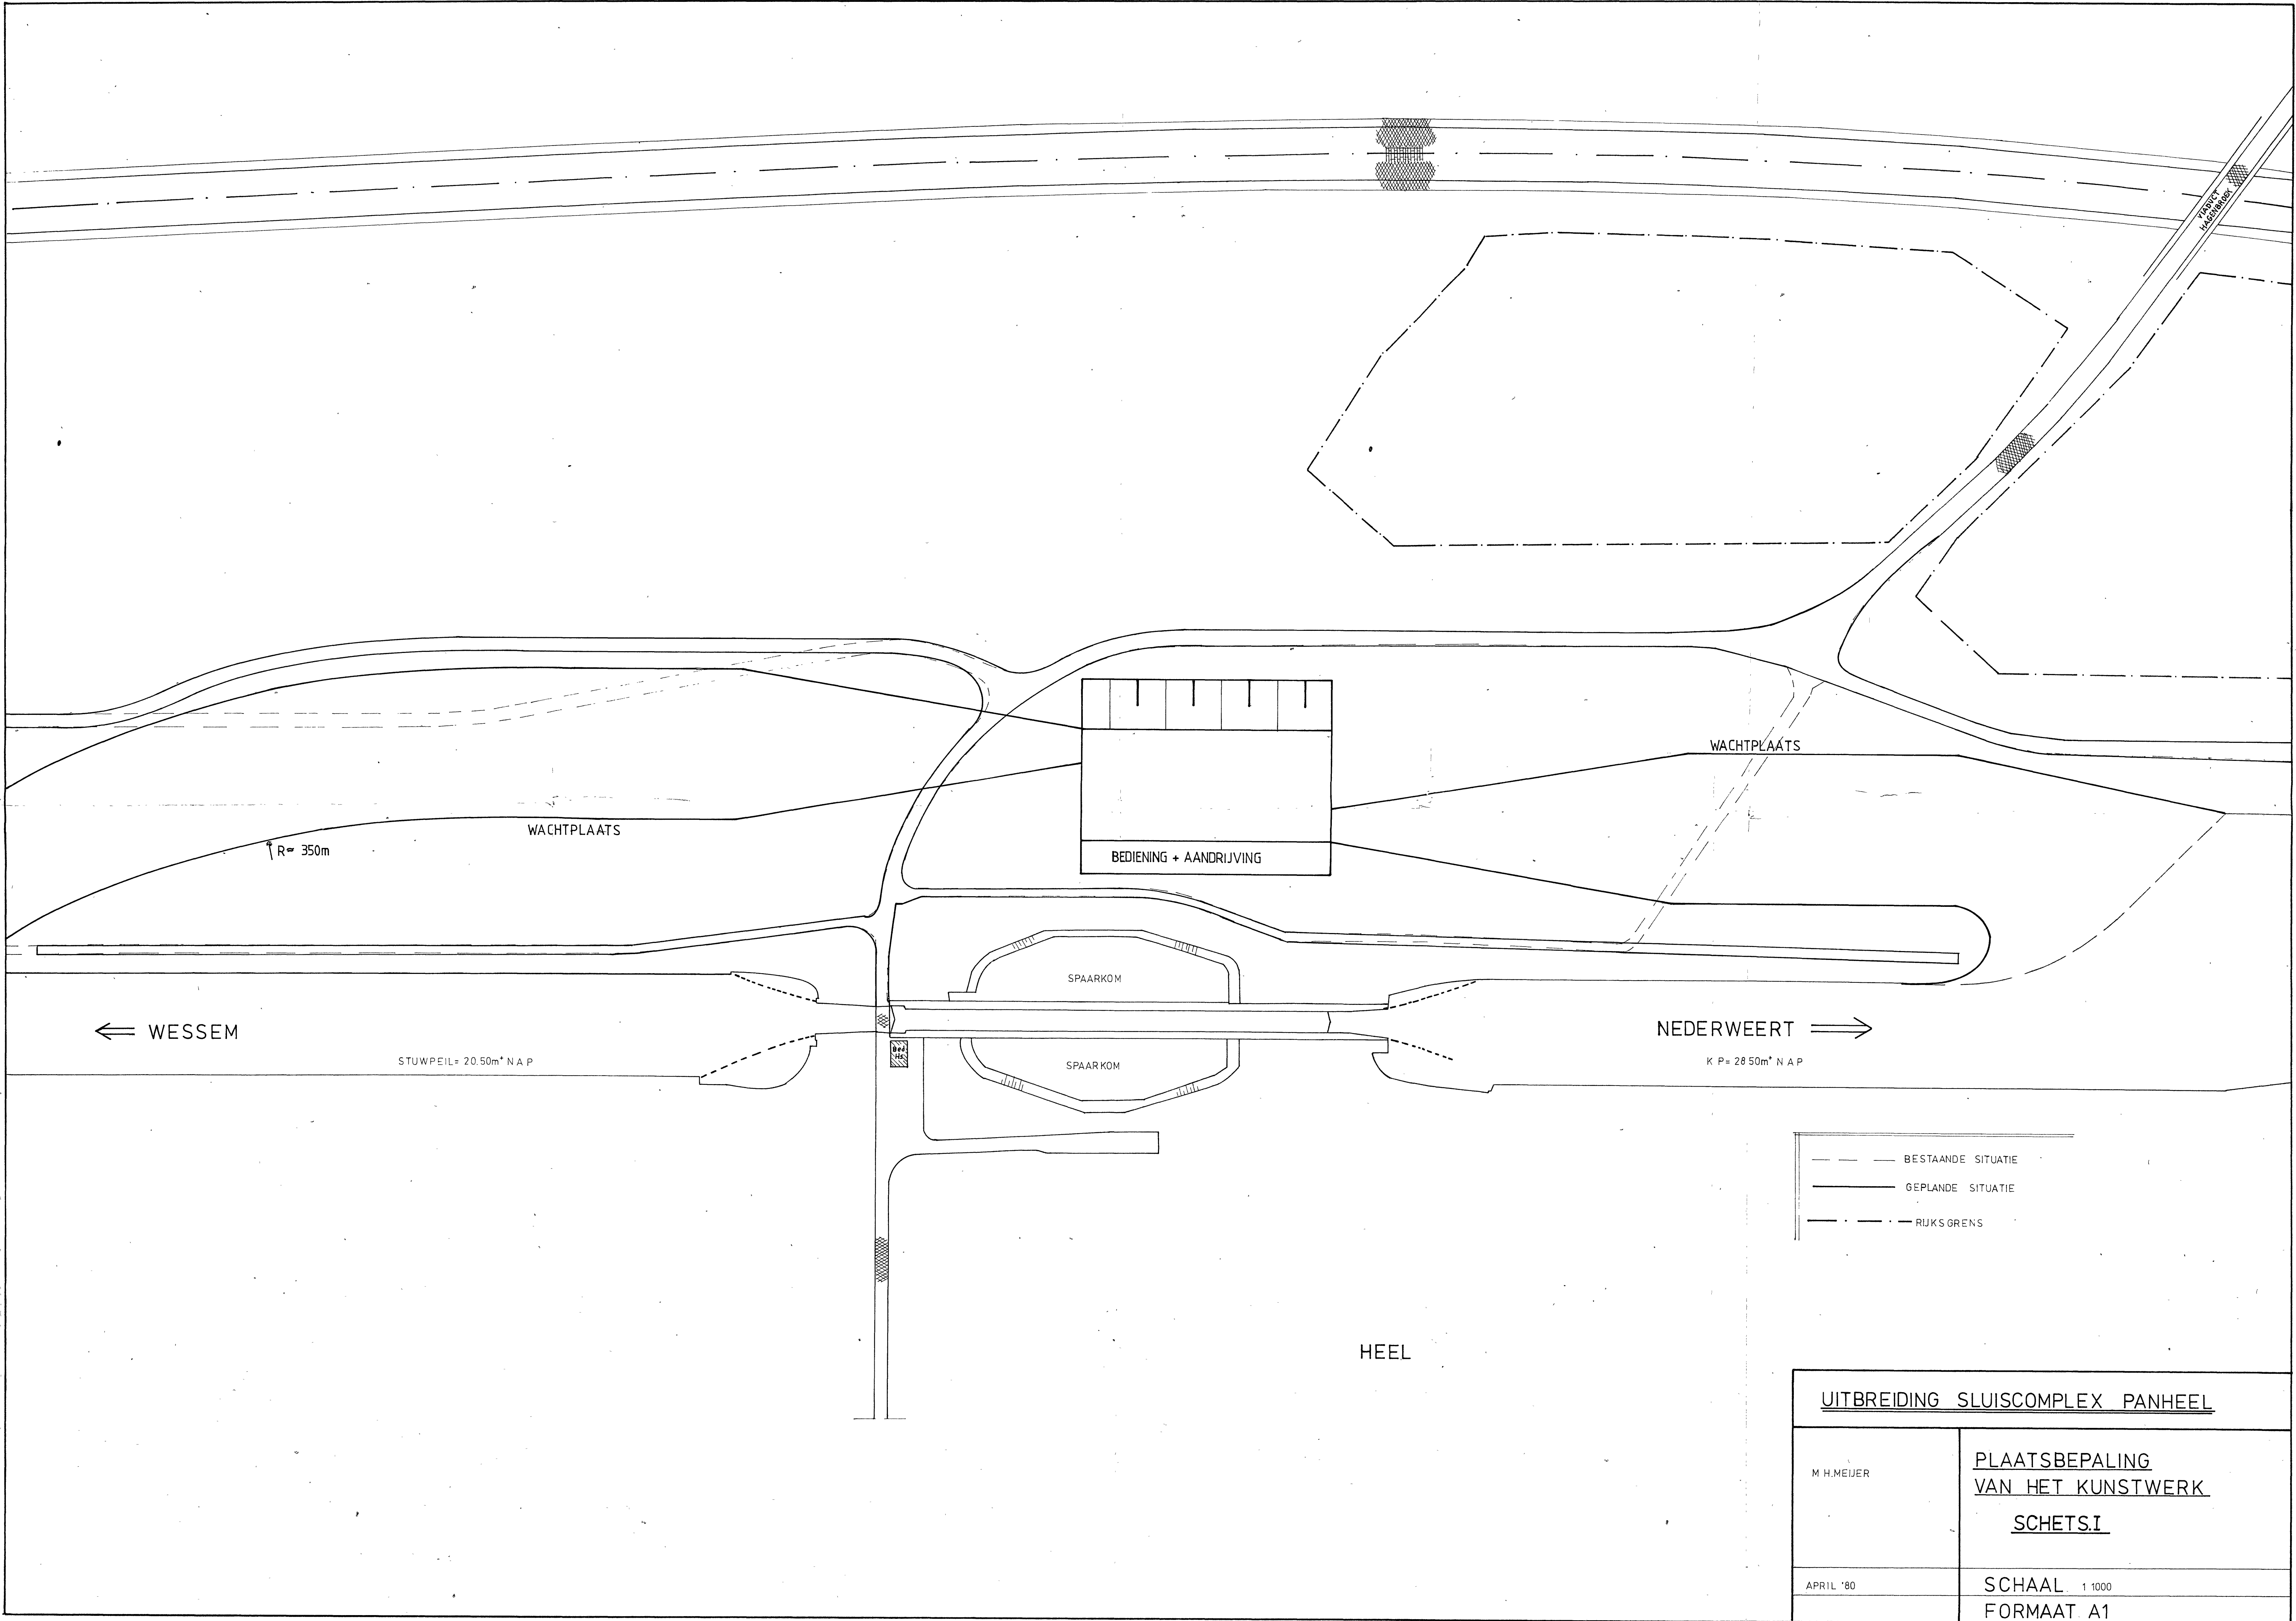 VIADUCT
HAGENBROEK
WACHTPLAATS
WACHTPLAATS
R= 350m
BEDIENING + AANDRIJVING
SPAARKOM
WESSEM
NEDERWEERT
STUWPEIL= 20.50m⁺ N A P
Bed.
Hs.
SPAARKOM
K P= 28 50m⁺ N A P
BESTAANDE SITUATIE
GEPLANDE SITUATIE
RIJKSGRENS
HEEL
UITBREIDING SLUISCOMPLEX PANHEEL
M H.MEIJER
PLAATSBEPALING
VAN HET KUNSTWERK
SCHETS.I
APRIL '80
SCHAAL. 1 1000
FORMAAT. A1